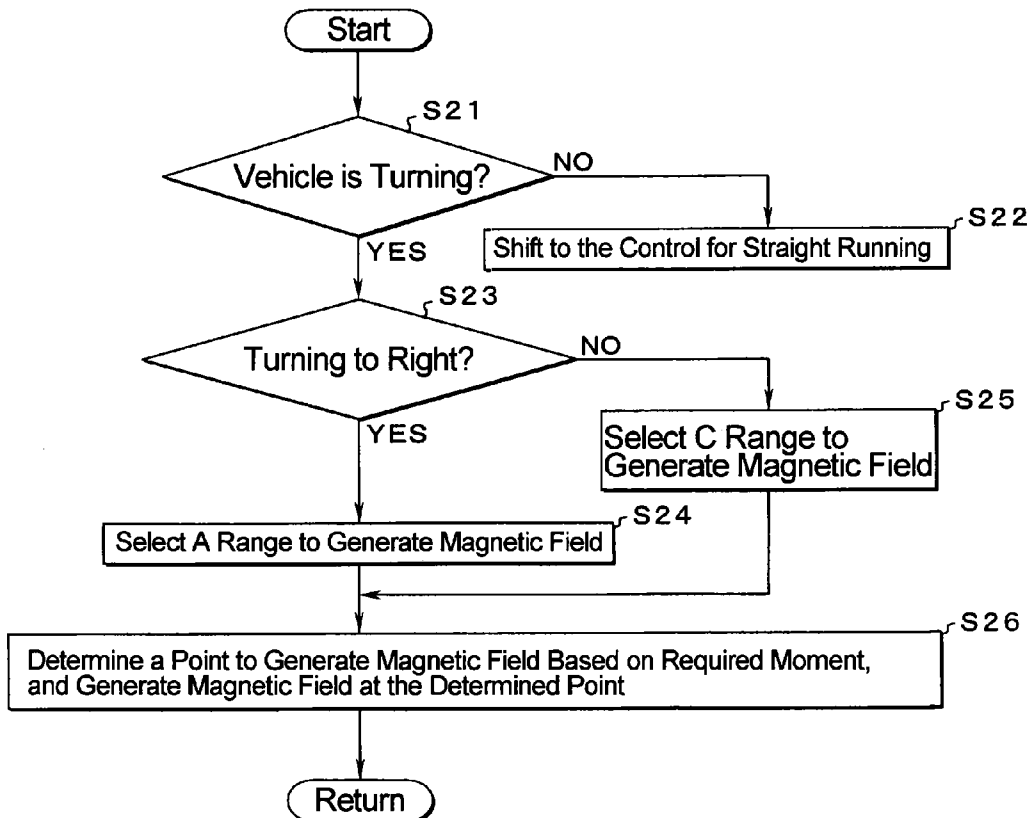 Start
S21
Vehicle is Turning?
NO
YES
S22
Shift to the Control for Straight Running
S23
Turning to Right?
NO
YES
S25
Select C Range to
Generate Magnetic Field
S24
Select A Range to Generate Magnetic Field
S26
Determine a Point to Generate Magnetic Field Based on Required Moment,
and Generate Magnetic Field at the Determined Point
Return